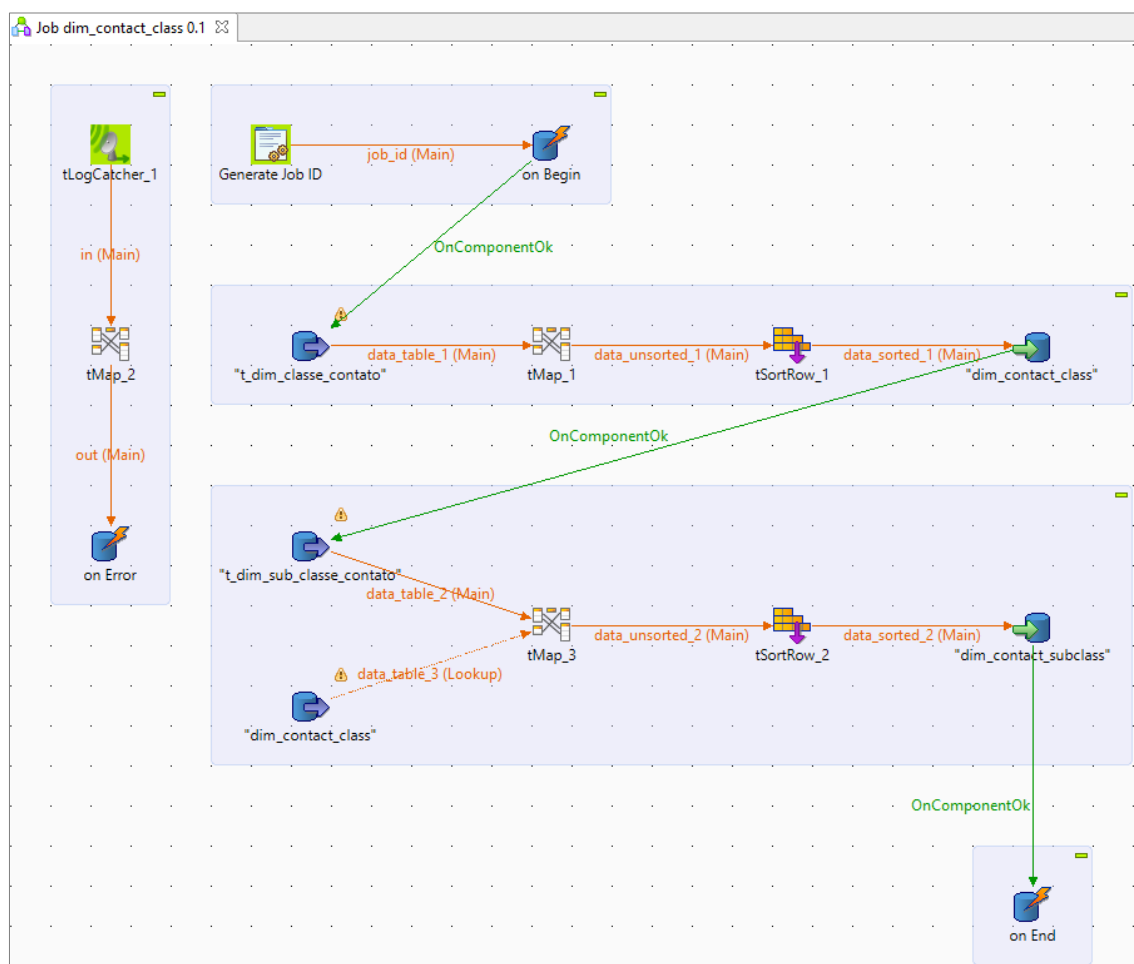 Job dim_contact_class 0.1
job_id (Main)
tLogCatcher_1
Generate Job ID
on Begin
OnComponentOk
in (Main)
data_table_1 (Main)
data_unsorted_1 (Main)
data_sorted_1 (Main)
tMap_2
"t_dim_classe_contato"
tMap_1
tSortRow_1
"dim_contact_class"
OnComponentOk
out (Main)
on Error
"t_dim_sub_classe_contato"
data_table_2 (Main)
data_unsorted_2 (Main)
data_sorted_2 (Main)
tMap_3
tSortRow_2
"dim_contact_subclass"
data_table_3 (Lookup)
"dim_contact_class"
OnComponentOk
on End